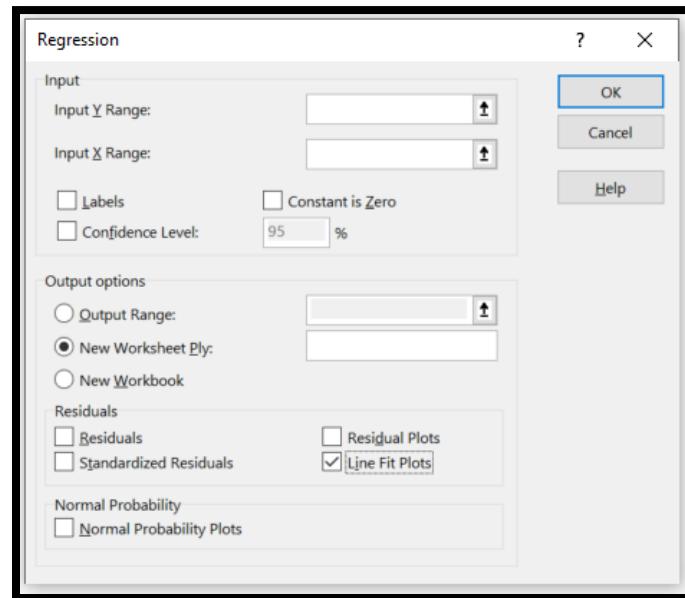 Regression ? ×
Input
Input Y Range:
OK
Cancel
Input X Range:
Help
Labels Constant is Zero
Confidence Level: 95 %
Output options
Output Range:
New Worksheet Ply:
New Workbook
Residuals
Residuals Residual Plots
Standardized Residuals Line Fit Plots
Normal Probability
Normal Probability Plots